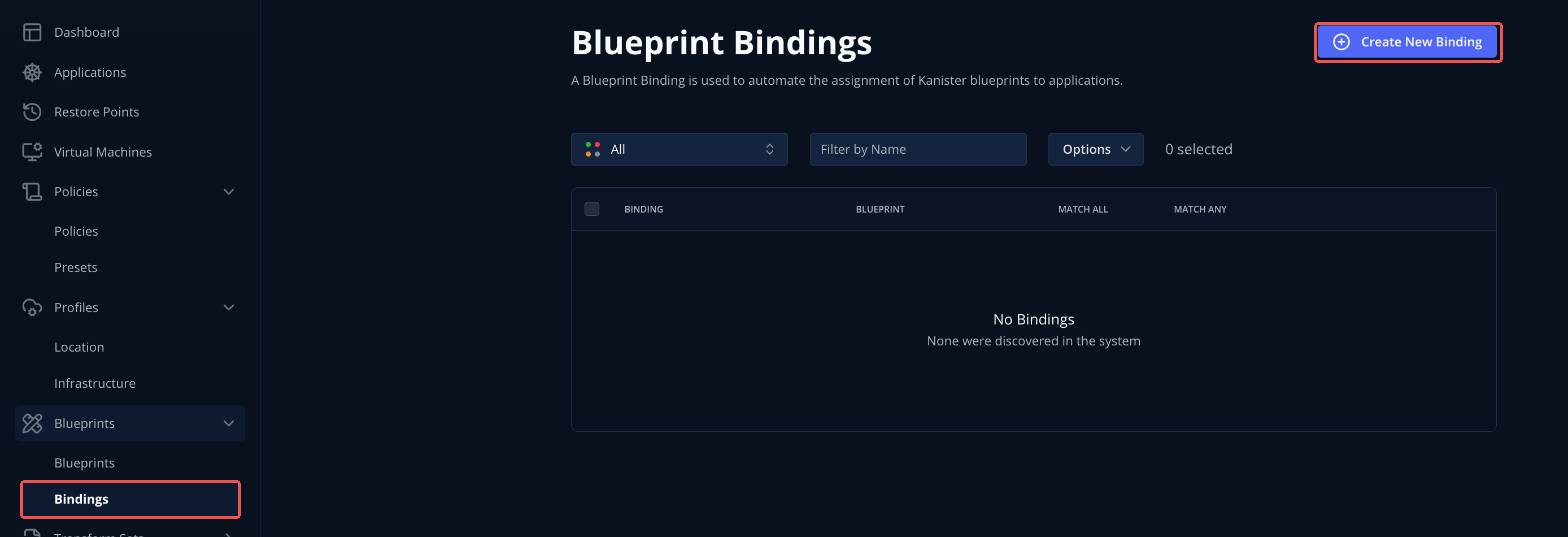 Dashboard
Applications
Restore Points
Virtual Machines
Policies
Policies
Presets
Profiles
Location
Infrastructure
Blueprints
Blueprints
Bindings
Transform Sets
Blueprint Bindings
Create New Binding
A Blueprint Binding is used to automate the assignment of Kanister blueprints to applications.
All
Filter by Name
Options
0 selected
BINDING BLUEPRINT MATCH ALL MATCH ANY
No Bindings
None were discovered in the system